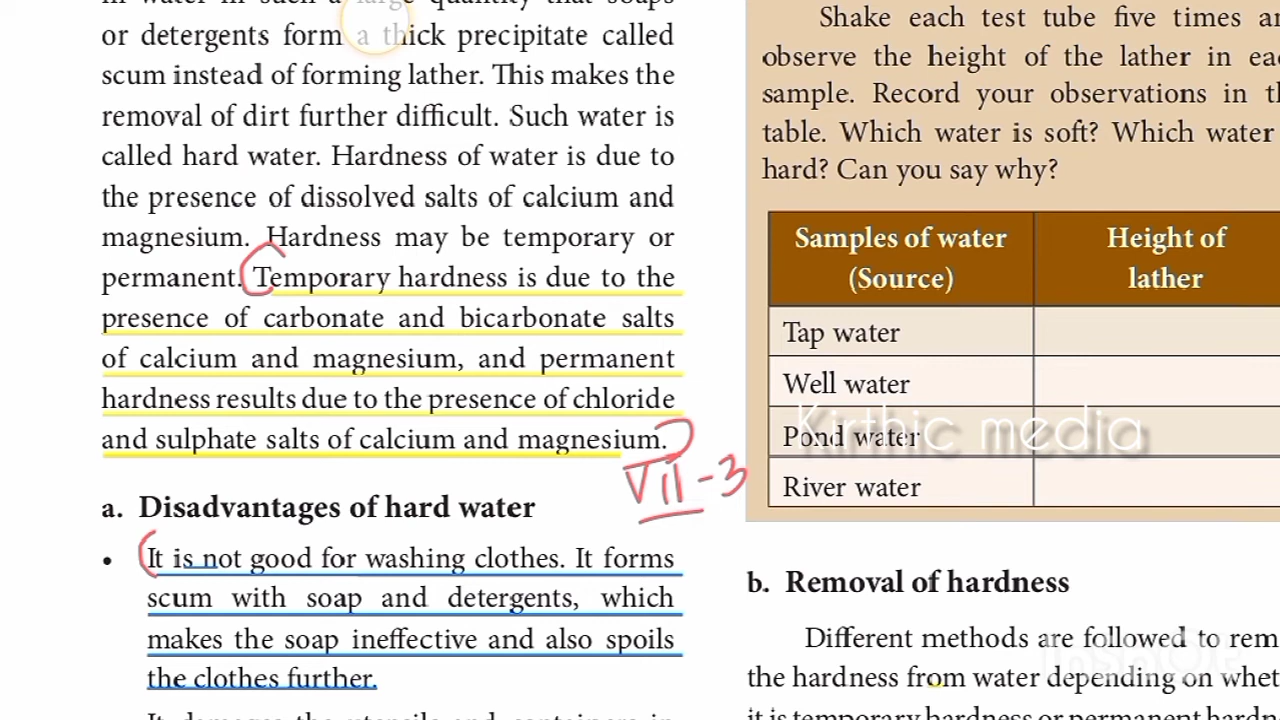 or detergents form a thick precipitate called
scum instead of forming lather. This makes the
removal of dirt further difficult. Such water is
called hard water. Hardness of water is due to
the presence of dissolved salts of calcium and
magnesium. Hardness may be temporary or
permanent. Temporary hardness is due to the
presence of carbonate and bicarbonate salts
of calcium and magnesium, and permanent
hardness results due to the presence of chloride
and sulphate salts of calcium and magnesium.
VII-3
a. Disadvantages of hard water
• It is not good for washing clothes. It forms
scum with soap and detergents, which
makes the soap ineffective and also spoils
the clothes further.
Shake each test tube five times
observe the height of the lather in
sample. Record your observations in
table. Which water is soft? Which water
hard? Can you say why?
Samples of water Height of
(Source) lather
Tap water
Well water
Pond water
River water
Kirthic media
b. Removal of hardness
Different methods are followed to
the hardness from water depending on
it is temporary hardness or permanent